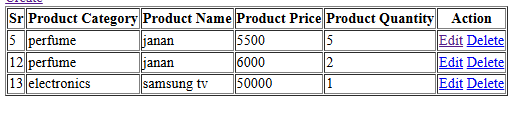 Create
Sr Product Category Product Name Product Price Product Quantity Action
5 perfume janan 5500 5 Edit Delete
12 perfume janan 6000 2 Edit Delete
13 electronics samsung tv 50000 1 Edit Delete